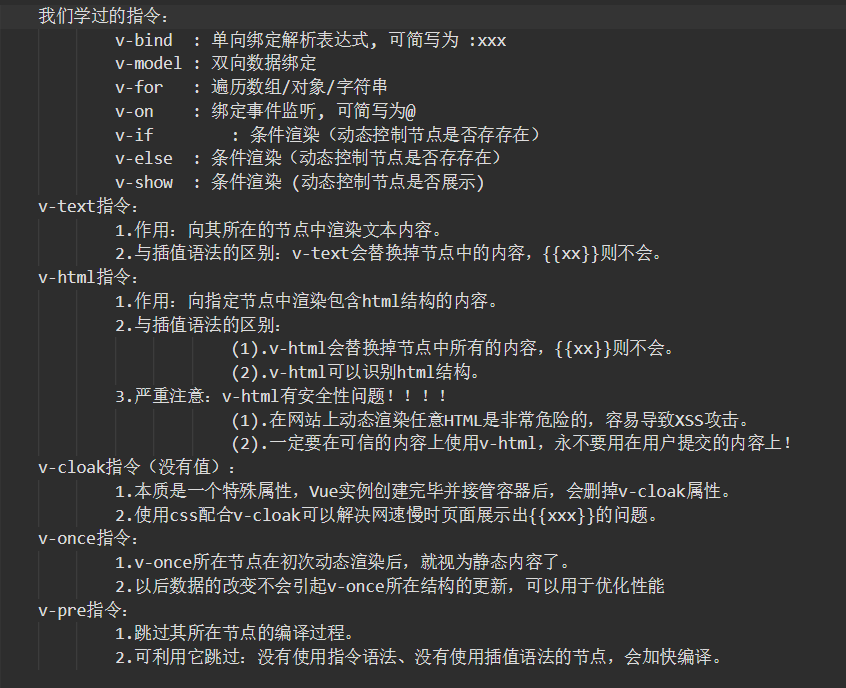 我们学过的指令：
v-bind  : 单向绑定解析表达式, 可简写为 :xxx
v-model : 双向数据绑定
v-for   : 遍历数组/对象/字符串
v-on    : 绑定事件监听, 可简写为@
v-if      : 条件渲染（动态控制节点是否存存在）
v-else  : 条件渲染（动态控制节点是否存存在）
v-show  : 条件渲染 (动态控制节点是否展示)
v-text指令：
1.作用：向其所在的节点中渲染文本内容。
2.与插值语法的区别：v-text会替换掉节点中的内容，{{xx}}则不会。
v-html指令：
1.作用：向指定节点中渲染包含html结构的内容。
2.与插值语法的区别：
(1).v-html会替换掉节点中所有的内容，{{xx}}则不会。
(2).v-html可以识别html结构。
3.严重注意：v-html有安全性问题！！！！
(1).在网站上动态渲染任意HTML是非常危险的，容易导致XSS攻击。
(2).一定要在可信的内容上使用v-html，永不要用在用户提交的内容上！
v-cloak指令（没有值）：
1.本质是一个特殊属性，Vue实例创建完毕并接管容器后，会删掉v-cloak属性。
2.使用css配合v-cloak可以解决网速慢时页面展示出{{xxx}}的问题。
v-once指令：
1.v-once所在节点在初次动态渲染后，就视为静态内容了。
2.以后数据的改变不会引起v-once所在结构的更新，可以用于优化性能
v-pre指令：
1.跳过其所在节点的编译过程。
2.可利用它跳过：没有使用指令语法、没有使用插值语法的节点，会加快编译。